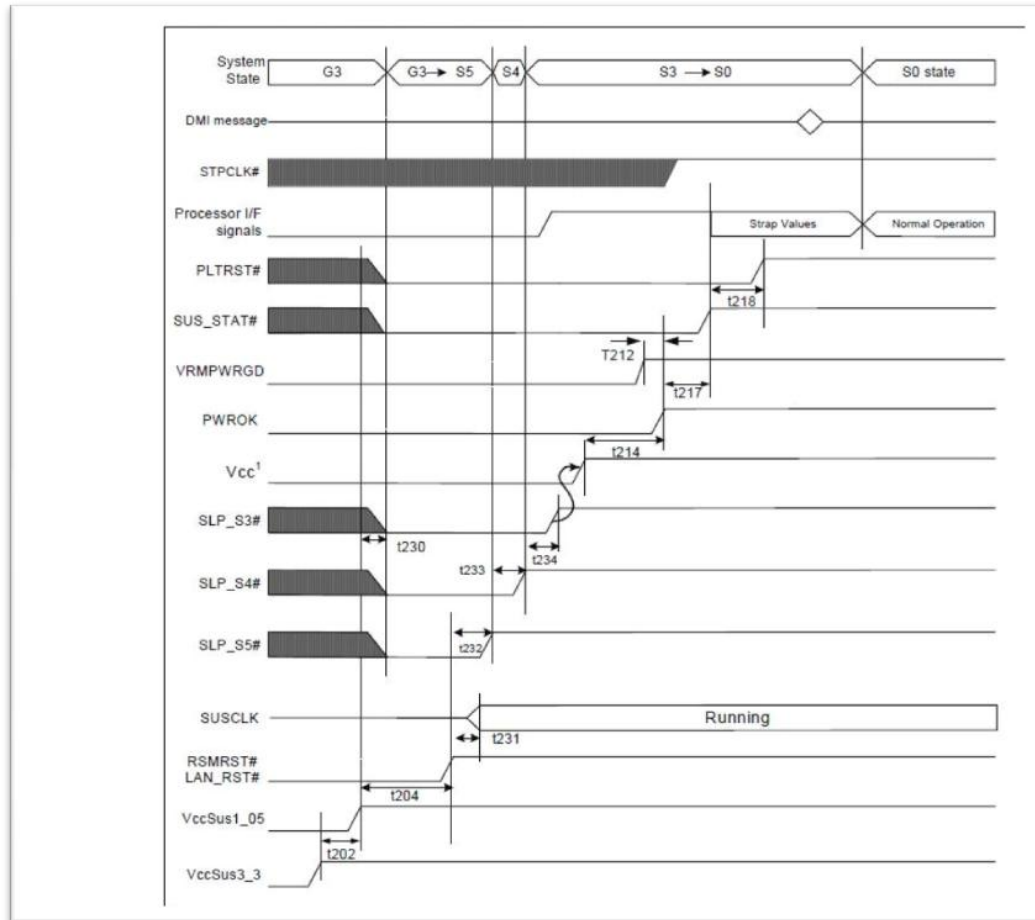 System
State
G3
G3→ S5
S4
S3 →S0
S0 state
DMI message
STPCLK#
Processor I/F
signals
Strap Values
Normal Operation
PLTRST#
t218
SUS_STAT#
T212
VRMPWRGD
t217
PWROK
t214
Vcc¹
SLP_S3#
t230
t234
t233
SLP_S4#
SLP_S5#
t232
SUSCLK
Running
t231
RSMRST#
LAN_RST#
t204
VccSus1_05
t202
VccSus3_3